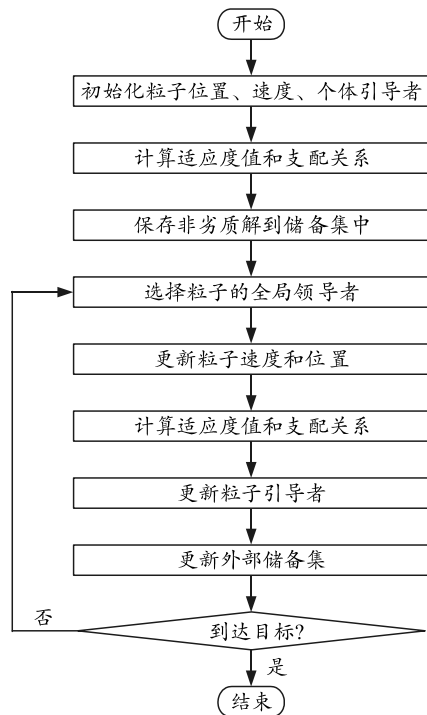 开始
初始化粒子位置、速度、个体引导者
计算适应度值和支配关系
保存非劣质解到储备集中
选择粒子的全局领导者
更新粒子速度和位置
计算适应度值和支配关系
更新粒子引导者
更新外部储备集
否
到达目标?
是
结束